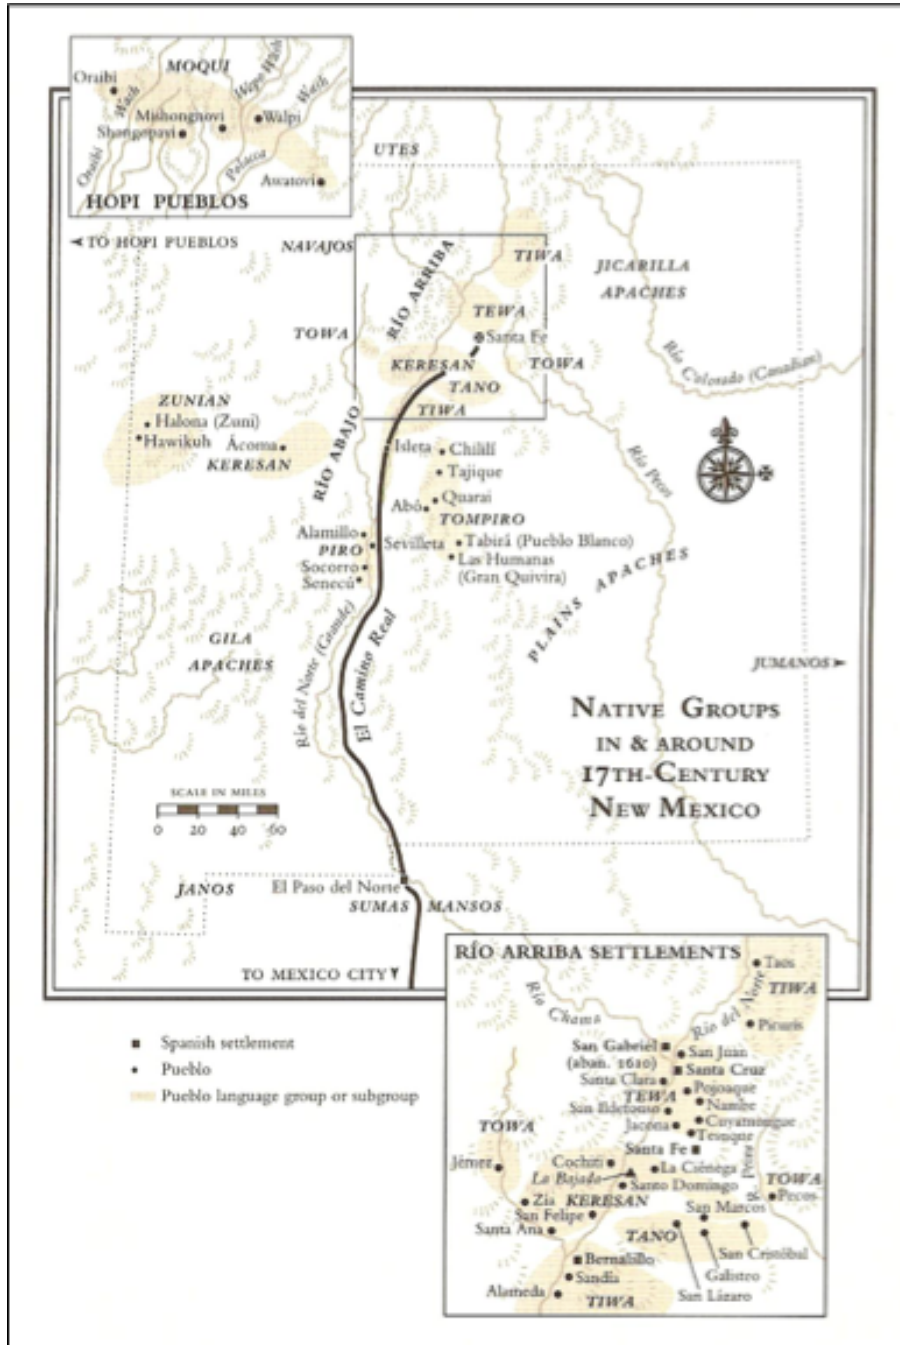 MOQUI
Oraibi
Wepo Wash
Wash
Wash
Mishongnovi
Walpi
Shongopavi
Oraibi
Polacca
Awatovi
HOPI PUEBLOS
TO HOPI PUEBLOS
UTES
NAVAJOS
TIWA
JICARILLA
APACHES
RÍO ARRIBA
TEWA
TOWA
Santa Fe
KERESAN
TOWA
Río Colorado (Canadian)
TANO
ZUNIAN
TIWA
Halona (Zuni)
Hawikuh
Ácoma
KERESAN
RÍO ABAJO
Isleta
Chililí
Tajique
Río Pecos
Quarai
Abó
TOMPIRO
Alamillo
PIRO
Sevilleta
Tabirá (Pueblo Blanco)
Socorro
Las Humanas
Senecú
(Gran Quivira)
PLAINS APACHES
GILA
APACHES
Río del Norte (Grande)
El Camino Real
JUMANOS
NATIVE GROUPS
IN & AROUND
17TH-CENTURY
NEW MEXICO
SCALE IN MILES
0 20 40 60
JANOS
El Paso del Norte
SUMAS MANSOS
TO MEXICO CITY
RÍO ARRIBA SETTLEMENTS
Taos
TIWA
Río Chama
Río del Norte
Picuris
San Gabriel
(aban. 1610)
San Juan
Santa Cruz
Santa Clara
Pojoaque
TEWA
Nambe
San Ildefonso
Cuyamungue
Jacona
Tesuque
TOWA
Santa Fe
Jémez
Cochiti
La Ciénega
La Bajada
Santo Domingo
R. Pecos
TOWA
Pecos
Zia
KERESAN
San Marcos
San Felipe
Santa Ana
TANO
San Cristóbal
Bernalillo
Galisteo
Sandía
San Lázaro
Alameda
TIWA
Spanish settlement
Pueblo
Pueblo language group or subgroup